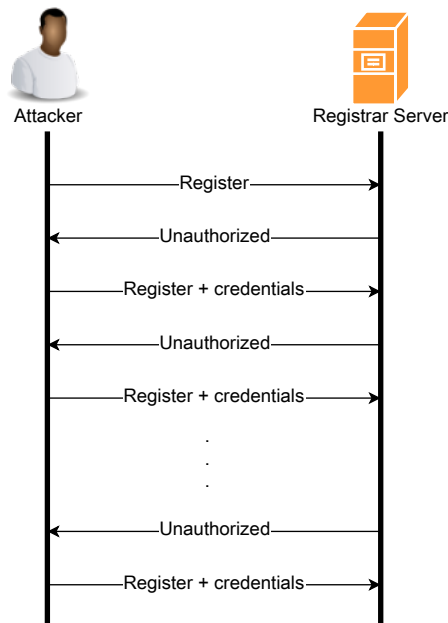 Attacker
Registrar Server
Register
Unauthorized
Register + credentials
Unauthorized
Register + credentials
.
.
.
Unauthorized
Register + credentials